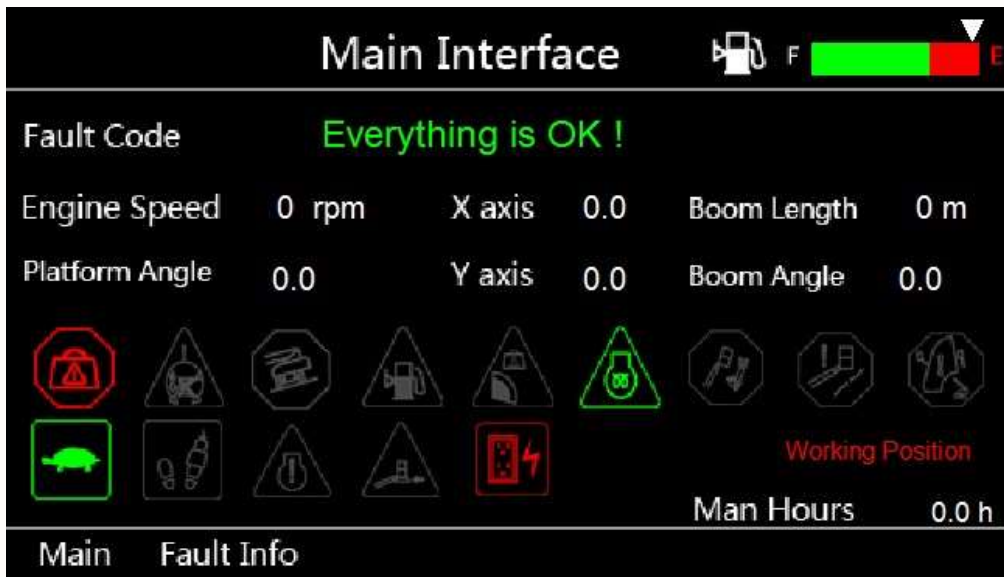 Main Interface F E
Fault Code Everything is OK !
Engine Speed 0 rpm X axis 0.0 Boom Length 0 m
Platform Angle 0.0 Y axis 0.0 Boom Angle 0.0
Working Position
Man Hours 0.0 h
Main Fault Info